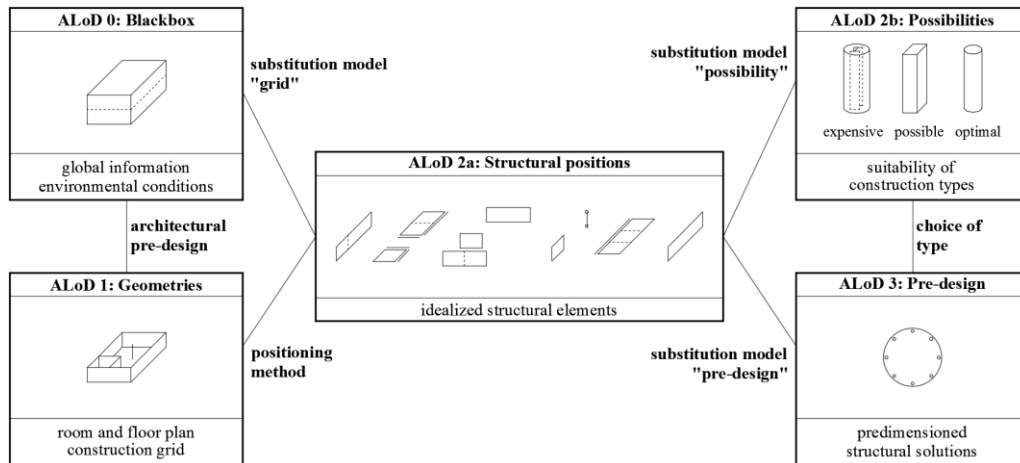 ALoD 0: Blackbox
global information
environmental conditions
architectural
pre-design
ALoD 1: Geometries
room and floor plan
construction grid
substitution model
"grid"
positioning
method
ALoD 2a: Structural positions
idealized structural elements
substitution model
"possibility"
substitution model
"pre-design"
ALoD 2b: Possibilities
expensive possible optimal
suitability of
construction types
choice of
type
ALoD 3: Pre-design
predimensioned
structural solutions